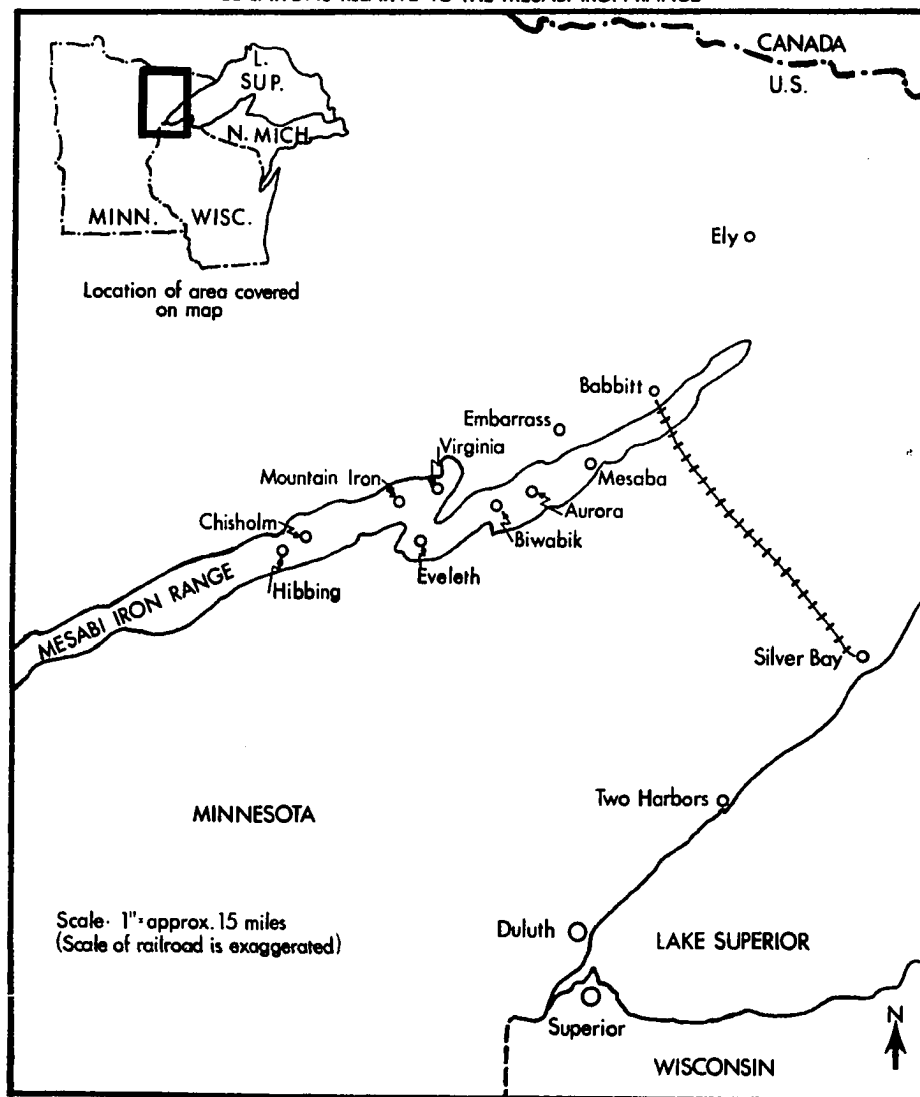 CANADA
U.S.
L.
SUP.
N. MICH
MINN.
WISC.
Location of area covered
on map
Ely
Babbitt
Embarrass
Virginia
Mountain Iron
Mesaba
Chisholm
Aurora
Biwabik
Hibbing
Eveleth
MESABI IRON RANGE
Silver Bay
Two Harbors
MINNESOTA
Scale· 1"=approx. 15 miles
(Scale of railroad is exaggerated)
Duluth
LAKE SUPERIOR
Superior
N
WISCONSIN